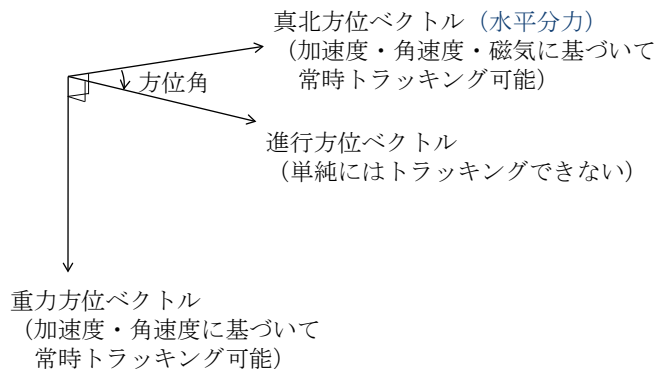 真北方位ベクトル（水平分力）
（加速度・角速度・磁気に基づいて
常時トラッキング可能）
方位角
進行方位ベクトル
（単純にはトラッキングできない）
重力方位ベクトル
（加速度・角速度に基づいて
常時トラッキング可能）